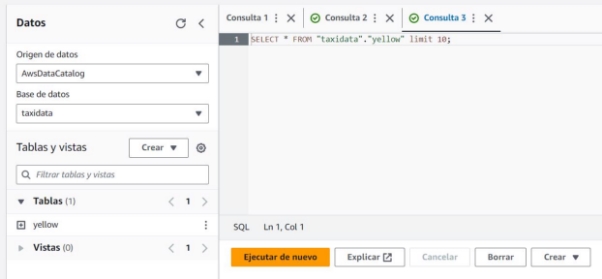 Datos
Origen de datos
AwsDataCatalog
Base de datos
taxidata
Tablas y vistas
Crear
Filtrar tablas y vistas
Tablas (1)
1
yellow
Vistas (0)
1
Consulta 1
Consulta 2
Consulta 3
1 SELECT * FROM "taxidata"."yellow" limit 10;
SQL Ln 1, Col 1
Ejecutar de nuevo
Explicar
Cancelar
Borrar
Crear